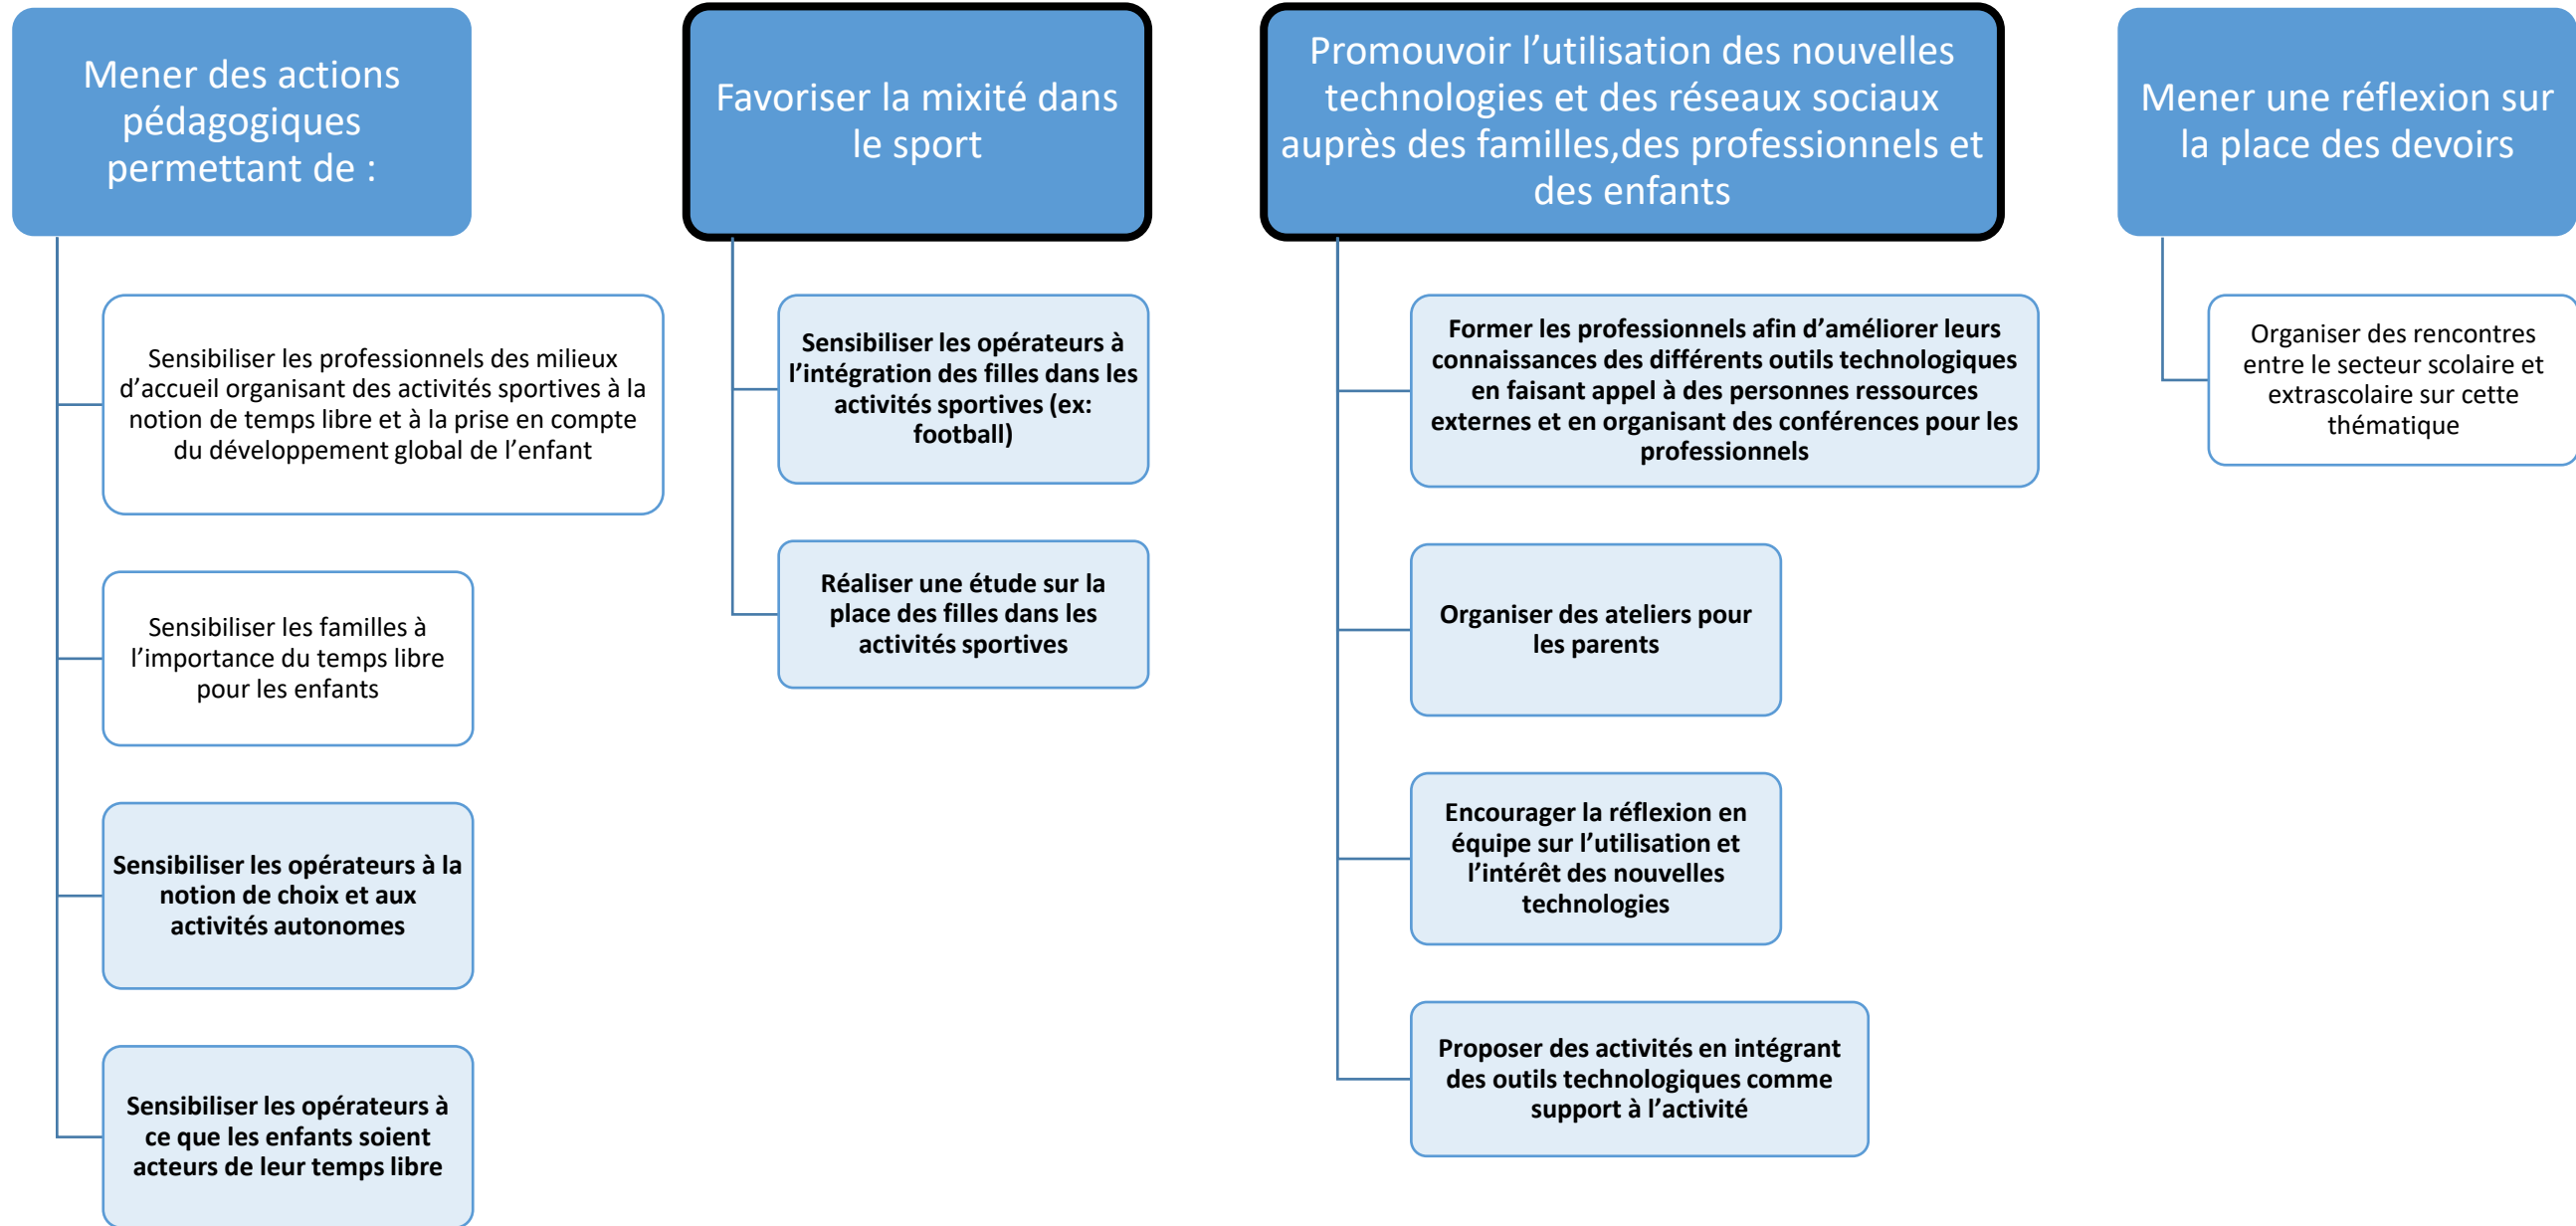 Mener des actions
pédagogiques
permettant de :
Sensibiliser les professionnels des milieux
d’accueil organisant des activités sportives à la
notion de temps libre et à la prise en compte
du développement global de l’enfant
Sensibiliser les familles à
l’importance du temps libre
pour les enfants
Sensibiliser les opérateurs à la
notion de choix et aux
activités autonomes
Sensibiliser les opérateurs à
ce que les enfants soient
acteurs de leur temps libre
Favoriser la mixité dans
le sport
Sensibiliser les opérateurs à
l’intégration des filles dans les
activités sportives (ex:
football)
Réaliser une étude sur la
place des filles dans les
activités sportives
Promouvoir l’utilisation des nouvelles
technologies et des réseaux sociaux
auprès des familles,des professionnels et
des enfants
Former les professionnels afin d’améliorer leurs
connaissances des différents outils technologiques
en faisant appel à des personnes ressources
externes et en organisant des conférences pour les
professionnels
Organiser des ateliers pour
les parents
Encourager la réflexion en
équipe sur l’utilisation et
l’intérêt des nouvelles
technologies
Proposer des activités en intégrant
des outils technologiques comme
support à l’activité
Mener une réflexion sur
la place des devoirs
Organiser des rencontres
entre le secteur scolaire et
extrascolaire sur cette
thématique